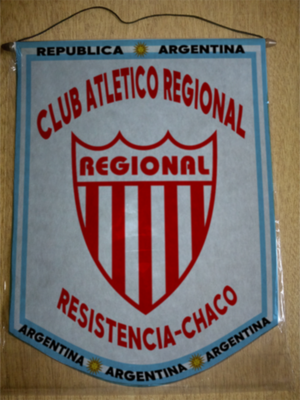 REPUBLICA ARGENTINA
CLUB ATLETICO REGIONAL
REGIONAL
RESISTENCIA-CHACO
ARGENTINA ARGENTINA ARGENTINA